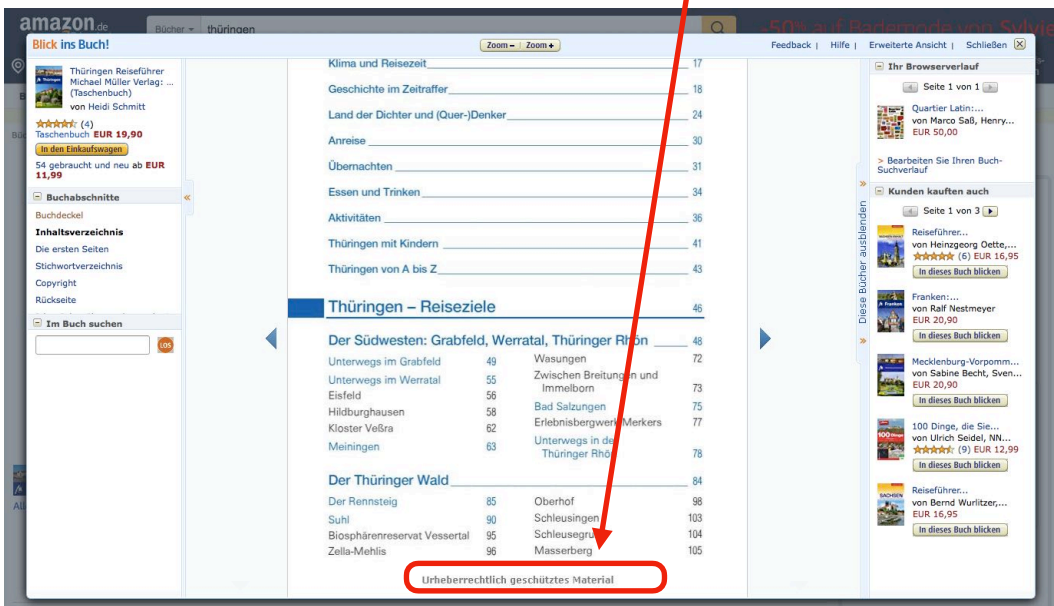 amazon.de
Bücher
thüringen
-50% auf Bademode von Sylvie
Blick ins Buch!
Zoom – | Zoom +
Feedback | Hilfe | Erweiterte Ansicht | Schließen
Thüringen Reiseführer
Michael Müller Verlag: ...
(Taschenbuch)
von Heidi Schmitt
(4)
Taschenbuch EUR 19,90
In den Einkaufswagen
54 gebraucht und neu ab EUR
11,99
Buchabschnitte
Buchdeckel
Inhaltsverzeichnis
Die ersten Seiten
Stichwortverzeichnis
Copyright
Rückseite
Im Buch suchen
LOS
Klima und Reisezeit 17
Geschichte im Zeitraffer 18
Land der Dichter und (Quer-)Denker 24
Anreise 30
Übernachten 31
Essen und Trinken 34
Aktivitäten 36
Thüringen mit Kindern 41
Thüringen von A bis Z 43
Thüringen – Reiseziele 46
Der Südwesten: Grabfeld, Werratal, Thüringer Rhön 48
Unterwegs im Grabfeld 49
Unterwegs im Werratal 55
Eisfeld 56
Hildburghausen 58
Kloster Veßra 62
Meiningen 63
Wasungen 72
Zwischen Breitungen und
Immelborn 73
Bad Salzungen 75
Erlebnisbergwerk Merkers 77
Unterwegs in der
Thüringer Rhön 78
Der Thüringer Wald 84
Der Rennsteig 85
Suhl 90
Biosphärenreservat Vessertal 95
Zella-Mehlis 96
Oberhof 98
Schleusingen 103
Schleusegrund 104
Masserberg 105
Urheberrechtlich geschütztes Material
Diese Bücher ausblenden
Ihr Browserverlauf
Seite 1 von 1
Quartier Latin:...
von Marco Saß, Henry...
EUR 50,00
> Bearbeiten Sie Ihren Buch-
Suchverlauf
Kunden kauften auch
Seite 1 von 3
Reiseführer...
von Heinzgeorg Oette,...
(6) EUR 16,95
In dieses Buch blicken
Franken:...
von Ralf Nestmeyer
EUR 20,90
In dieses Buch blicken
Mecklenburg-Vorpomm...
von Sabine Becht, Sven...
EUR 20,90
In dieses Buch blicken
100 Dinge, die Sie...
von Ulrich Seidel, NN...
(9) EUR 12,99
In dieses Buch blicken
Reiseführer...
von Bernd Wurlitzer,...
EUR 16,95
In dieses Buch blicken